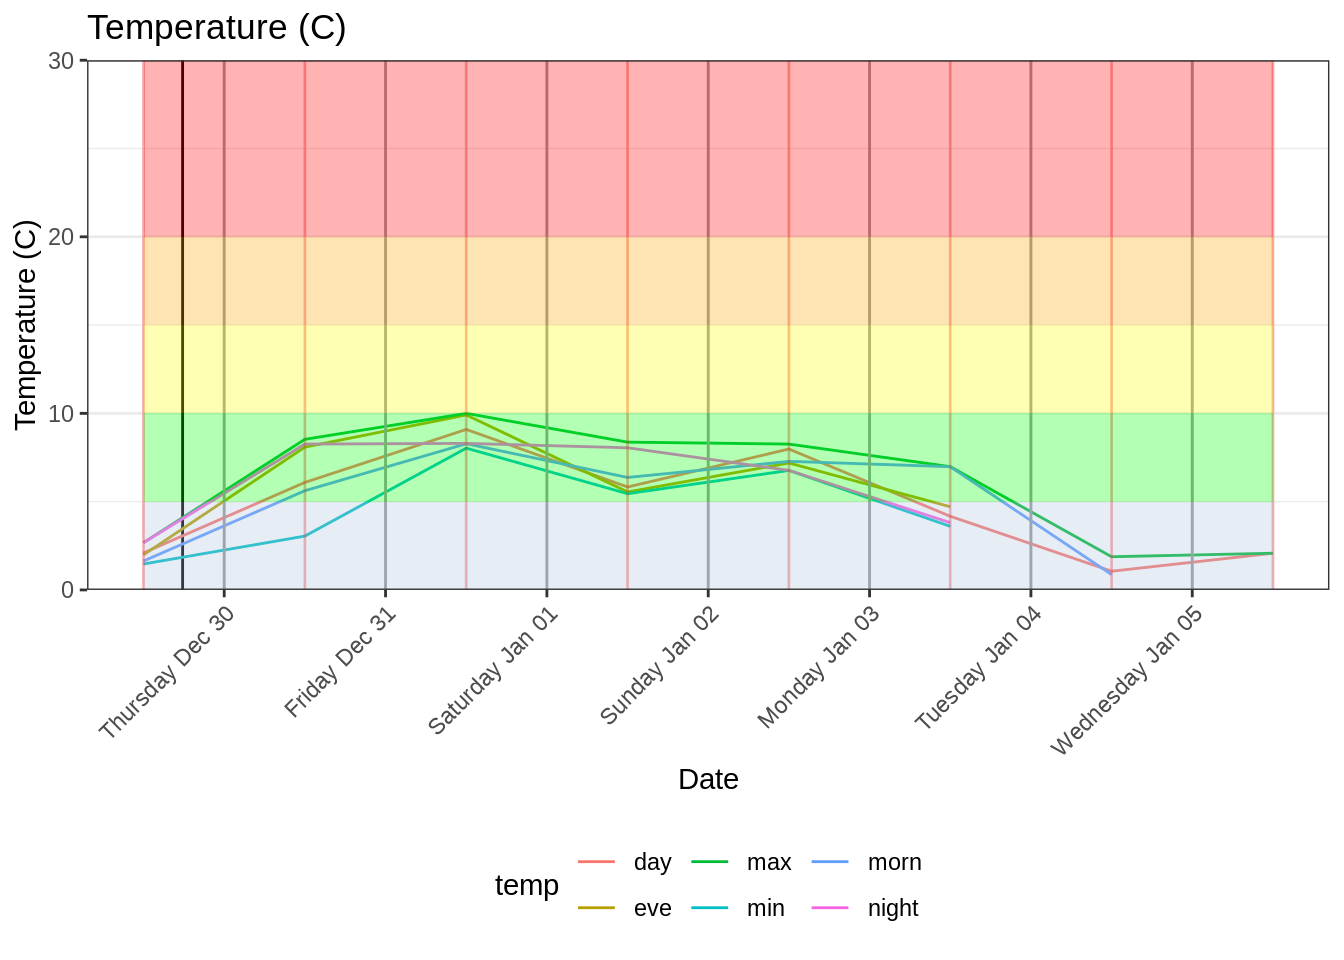 Temperature (C)
Temperature (C)
30
20
10
0
Thursday Dec 30
Friday Dec 31
Saturday Jan 01
Sunday Jan 02
Monday Jan 03
Tuesday Jan 04
Wednesday Jan 05
Date
temp
day
max
morn
eve
min
night